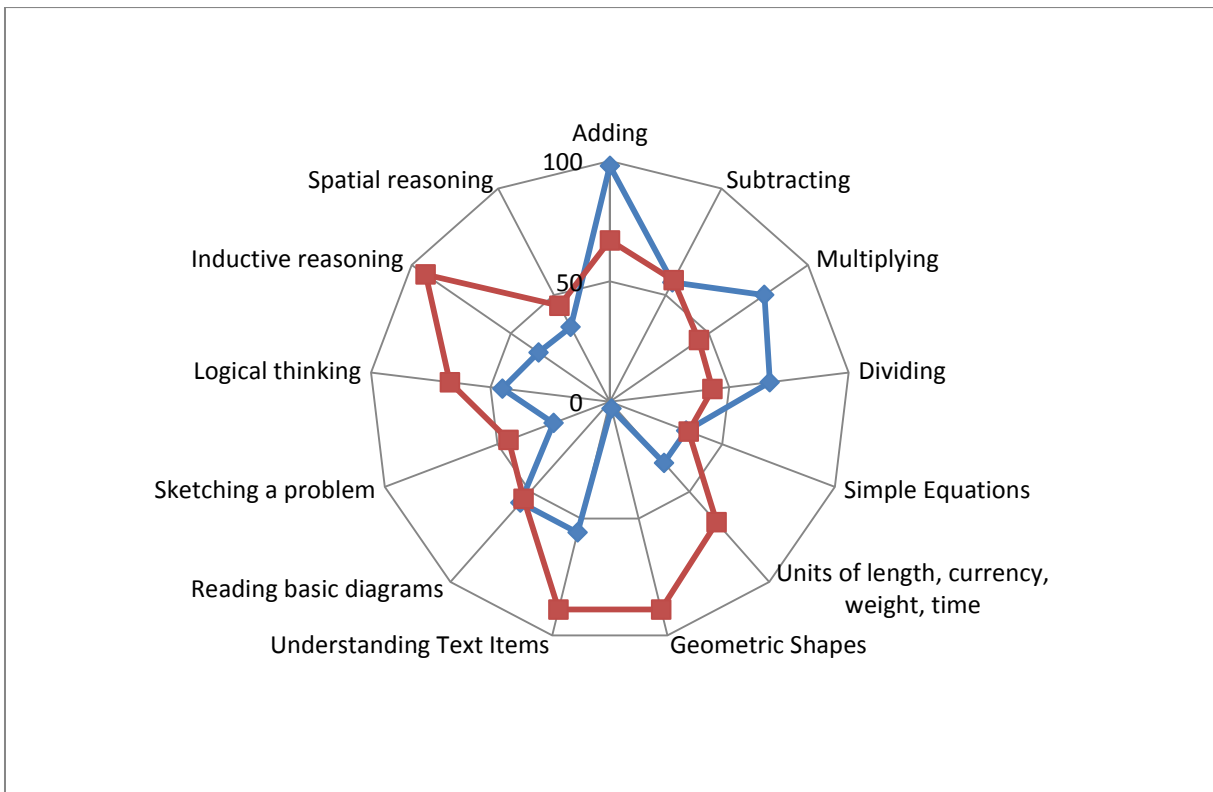 Adding
100
Spatial reasoning
Subtracting
Inductive reasoning
Multiplying
50
Logical thinking
Dividing
0
Sketching a problem
Simple Equations
Reading basic diagrams
Units of length, currency,
weight, time
Understanding Text Items
Geometric Shapes